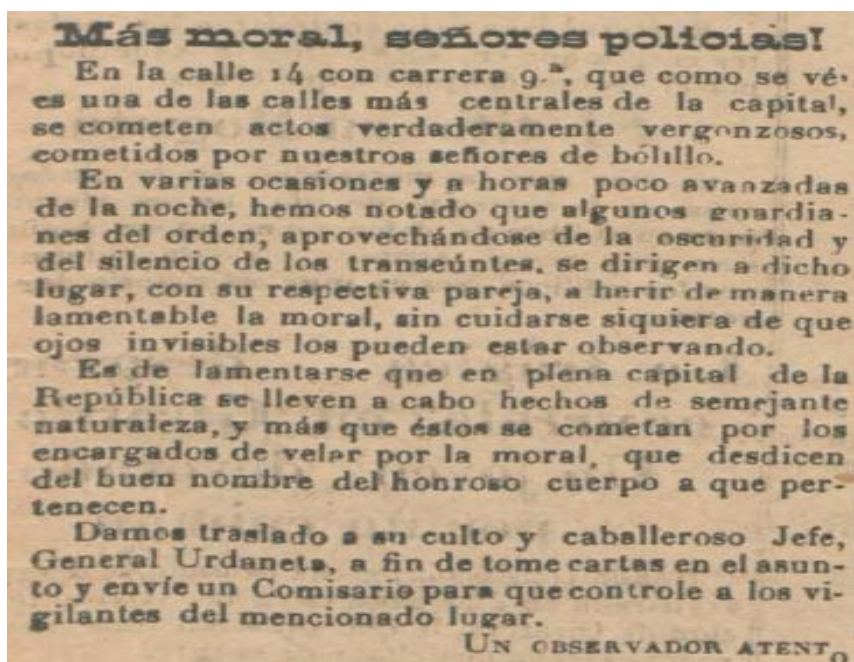 Más moral, señores policias!
En la calle 14 con carrera 9.ª, que como se vé,
es una de las calles más centrales de la capital,
se cometen actos verdaderamente vergonzosos,
cometidos por nuestros señores de bólillo.
En varias ocasiones y a horas poco avanzadas
de la noche, hemos notado que algunos guardia-
nes del orden, aprovechándose de la oscuridad y
del silencio de los transeúntes, se dirigen a dicho
lugar, con su respectiva pareja, a herir de manera
lamentable la moral, sin cuidarse siquiera de que
ojos invisibles los pueden estar observando.
Es de lamentarse que en plena capital de la
República se lleven a cabo hechos de semejante
naturaleza, y más que éstos se cometan por los
encargados de velar por la moral, que desdicen
del buen nombre del honroso cuerpo a que per-
tenecen.
Damos traslado a su culto y caballeroso Jefe,
General Urdaneta, a fin de tome cartas en el asun-
to y envíe un Comisario para que controle a los vi-
gilantes del mencionado lugar.
UN OBSERVADOR ATENTO